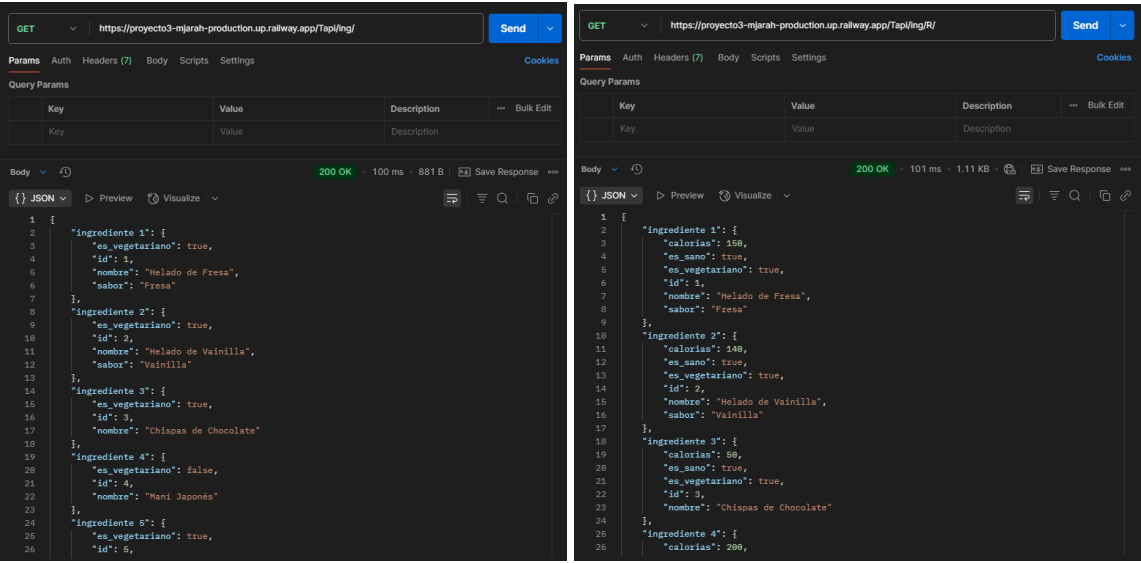 GET https://proyecto3-mjarah-production.up.railway.app/Tapi/ing/ Send
Params Auth Headers (7) Body Scripts Settings Cookies
Query Params
Key Value Description Bulk Edit
Key Value Description
Body 200 OK 100 ms 881 B Save Response
{} JSON Preview Visualize
1 {
2 "ingrediente 1": {
3 "es_vegetariano": true,
4 "id": 1,
5 "nombre": "Helado de Fresa",
6 "sabor": "Fresa"
7 },
8 "ingrediente 2": {
9 "es_vegetariano": true,
10 "id": 2,
11 "nombre": "Helado de Vainilla",
12 "sabor": "Vainilla"
13 },
14 "ingrediente 3": {
15 "es_vegetariano": true,
16 "id": 3,
17 "nombre": "Chispas de Chocolate"
18 },
19 "ingrediente 4": {
20 "es_vegetariano": false,
21 "id": 4,
22 "nombre": "Maní Japonés"
23 },
24 "ingrediente 5": {
25 "es_vegetariano": true,
26 "id": 5,
GET https://proyecto3-mjarah-production.up.railway.app/Tapi/ing/R/ Send
Params Auth Headers (7) Body Scripts Settings Cookies
Query Params
Key Value Description Bulk Edit
Key Value Description
Body 200 OK 101 ms 1.11 KB Save Response
{} JSON Preview Visualize
1 {
2 "ingrediente 1": {
3 "calorias": 150,
4 "es_sano": true,
5 "es_vegetariano": true,
6 "id": 1,
7 "nombre": "Helado de Fresa",
8 "sabor": "Fresa"
9 },
10 "ingrediente 2": {
11 "calorias": 140,
12 "es_sano": true,
13 "es_vegetariano": true,
14 "id": 2,
15 "nombre": "Helado de Vainilla",
16 "sabor": "Vainilla"
17 },
18 "ingrediente 3": {
19 "calorias": 50,
20 "es_sano": true,
21 "es_vegetariano": true,
22 "id": 3,
23 "nombre": "Chispas de Chocolate"
24 },
25 "ingrediente 4": {
26 "calorias": 200,